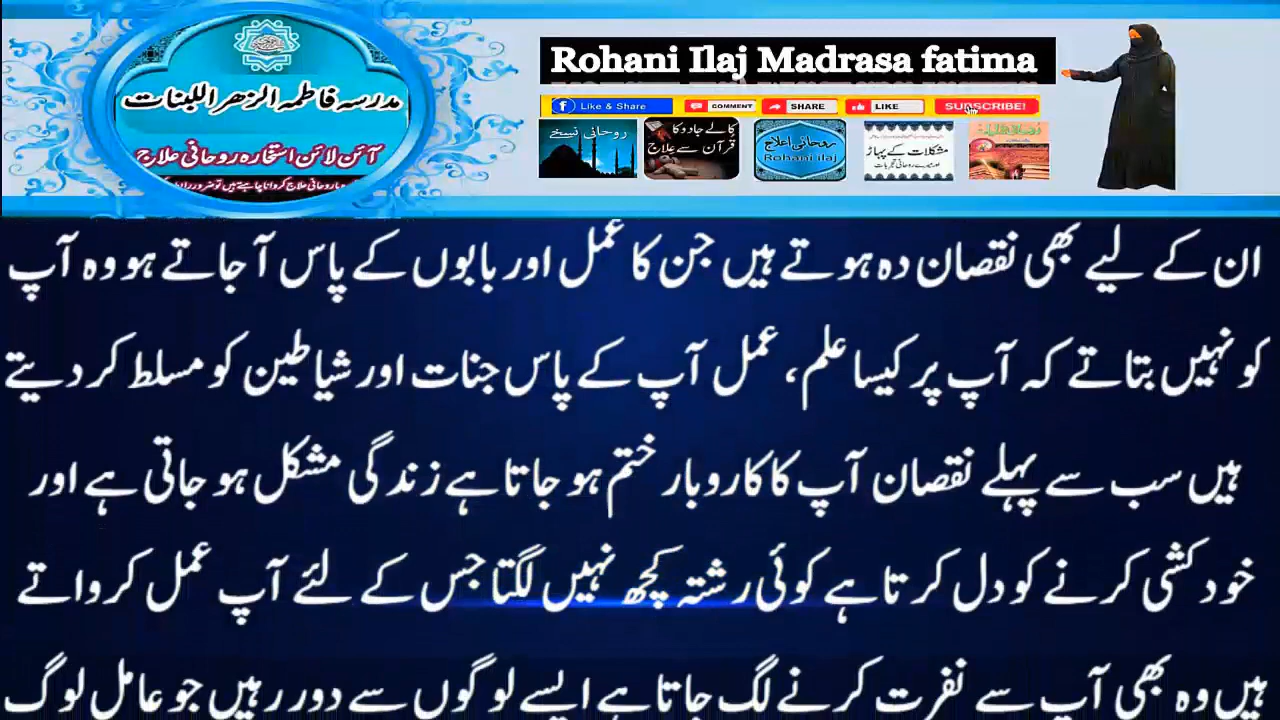 مدرسہ فاطمہ الزھرا للبنات
آئن لائن استخارہ روحانی علاج
Rohani Ilaj Madrasa fatima
Like & Share
COMMENT
SHARE
LIKE
SUBSCRIBE!
روحانی نسخے
کالے جادو کا
قرآن سے علاج
روحانی علاج
Rohani Ilaj
مشکلات کے پہاڑ
ان کے لیے بھی نقصان دہ ہوتے ہیں جن کا عمل اور بابوں کے پاس آ جاتے ہو وہ آپ
کو نہیں بتاتے کہ آپ پر کیسا علم، عمل آپ کے پاس جنات اور شیاطین کو مسلط کر دیتے
ہیں سب سے پہلے نقصان آپ کا کاروبار ختم ہو جاتا ہے زندگی مشکل ہو جاتی ہے اور
خودکشی کرنے کو دل کرتا ہے کوئی رشتہ کچھ نہیں لگتا جس کے لئے آپ عمل کرواتے
ہیں وہ بھی آپ سے نفرت کرنے لگ جاتا ہے ایسے لوگوں سے دور رہیں جو عامل لوگ